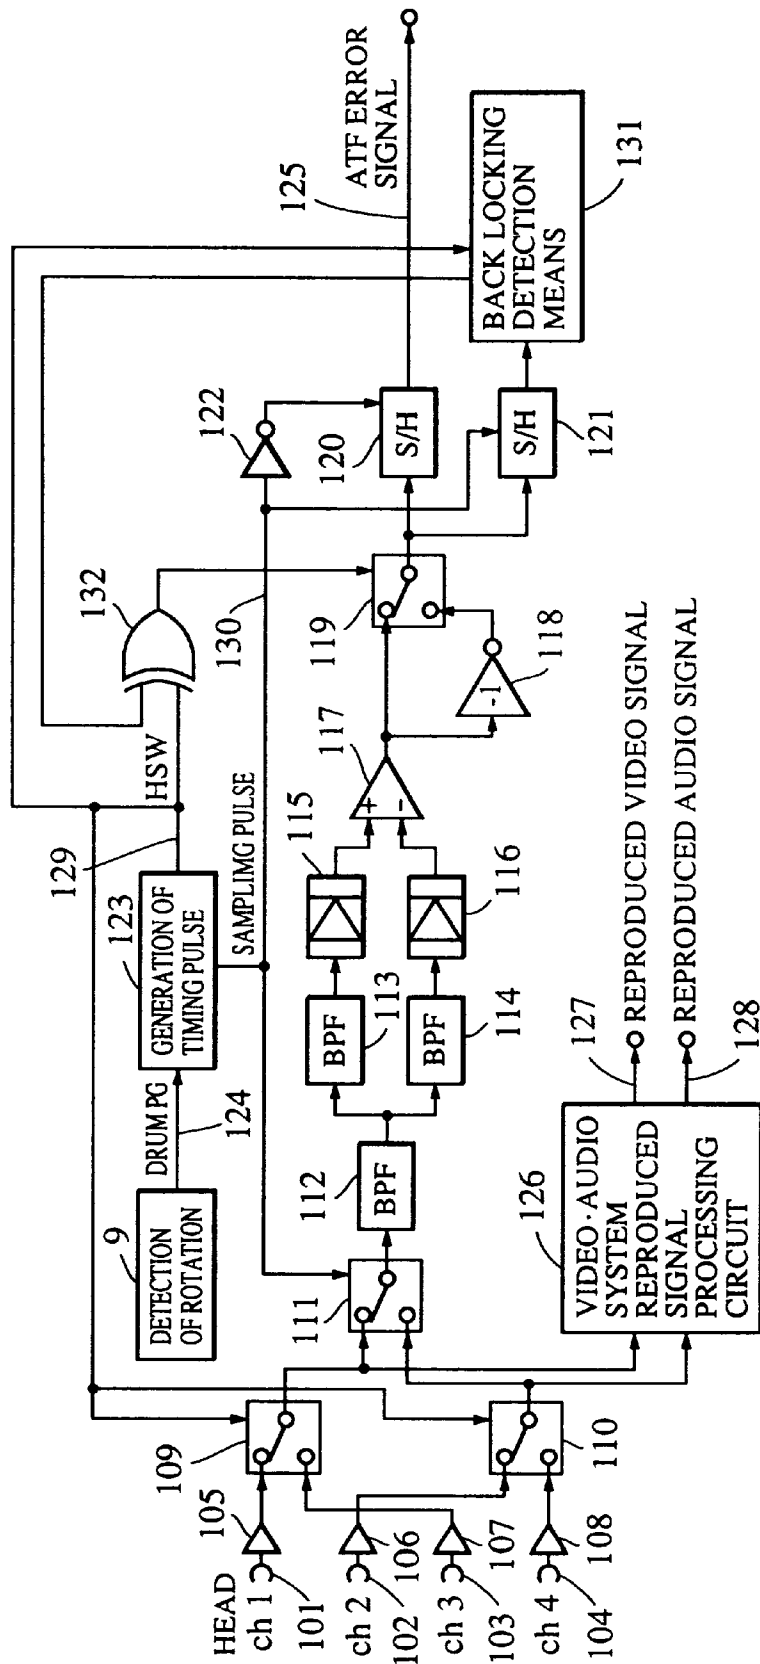 HEAD
ch 1
101
105
109
ch 2
102
106
ch 3
103
107
ch 4
104
108
110
9
DETECTION
OF ROTATION
DRUM PG
124
123
GENERATION OF
TIMING PULSE
129
HSW
132
SAMPLIMG PULSE
130
122
111
112
BPF
BPF
113
BPF
114
115
116
117
+
-
-1
118
119
120
S/H
S/H
121
125
ATF ERROR
SIGNAL
BACK LOCKING
DETECTION
MEANS
131
126
VIDEO·AUDIO
SYSTEM
REPRODUCED
SIGNAL
PROCESSING
CIRCUIT
127
REPRODUCED VIDEO SIGNAL
REPRODUCED AUDIO SIGNAL
128